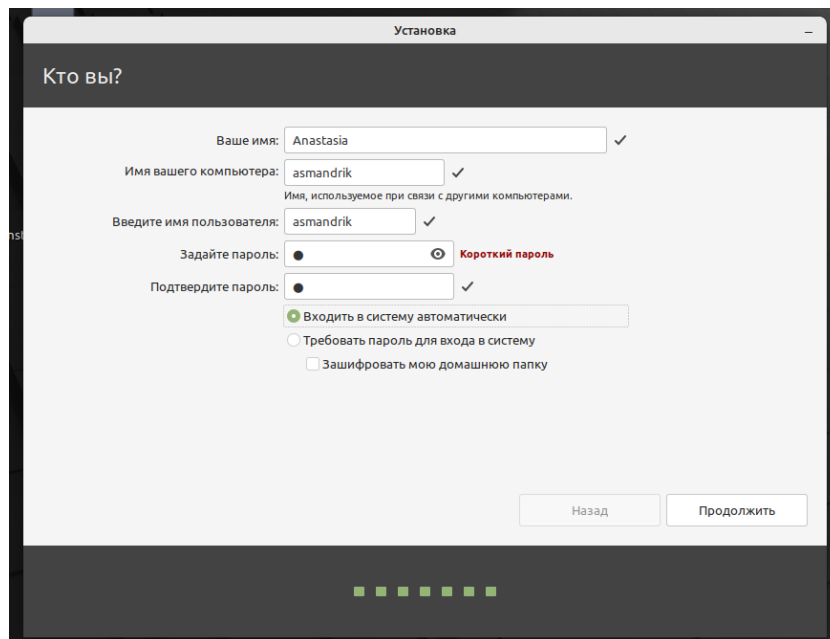 Установка
Кто вы?
Ваше имя: Anastasia
Имя вашего компьютера: asmandrik
Имя, используемое при связи с другими компьютерами.
Введите имя пользователя: asmandrik
Задайте пароль: ● Короткий пароль
Подтвердите пароль: ●
Входить в систему автоматически
Требовать пароль для входа в систему
Зашифровать мою домашнюю папку
Назад Продолжить